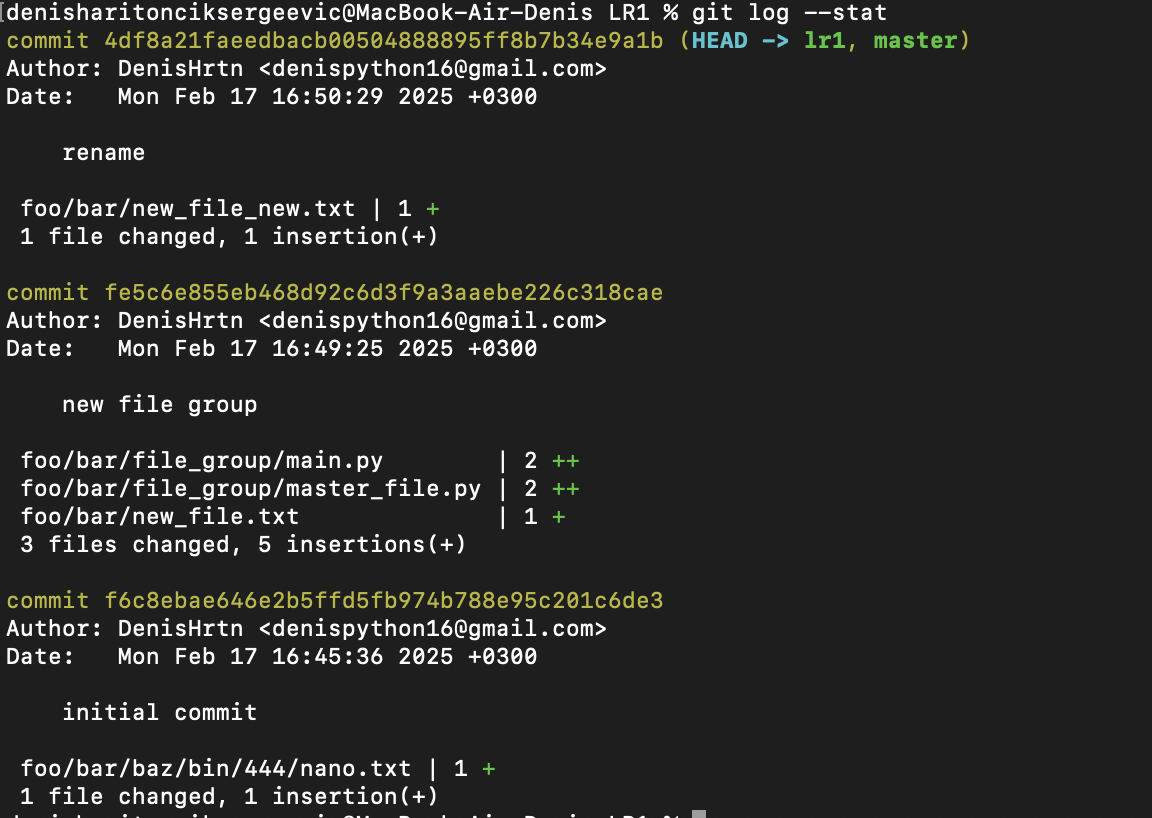 denisharitonciksergeevic@MacBook-Air-Denis LR1 % git log --stat
commit 4df8a21faeedbacb00504888895ff8b7b34e9a1b (HEAD -> lr1, master)
Author: DenisHrtn <denispython16@gmail.com>
Date:   Mon Feb 17 16:50:29 2025 +0300

    rename

 foo/bar/new_file_new.txt | 1 +
 1 file changed, 1 insertion(+)

commit fe5c6e855eb468d92c6d3f9a3aaebe226c318cae
Author: DenisHrtn <denispython16@gmail.com>
Date:   Mon Feb 17 16:49:25 2025 +0300

    new file group

 foo/bar/file_group/main.py        | 2 ++
 foo/bar/file_group/master_file.py | 2 ++
 foo/bar/new_file.txt              | 1 +
 3 files changed, 5 insertions(+)

commit f6c8ebae646e2b5ffd5fb974b788e95c201c6de3
Author: DenisHrtn <denispython16@gmail.com>
Date:   Mon Feb 17 16:45:36 2025 +0300

    initial commit

 foo/bar/baz/bin/444/nano.txt | 1 +
 1 file changed, 1 insertion(+)